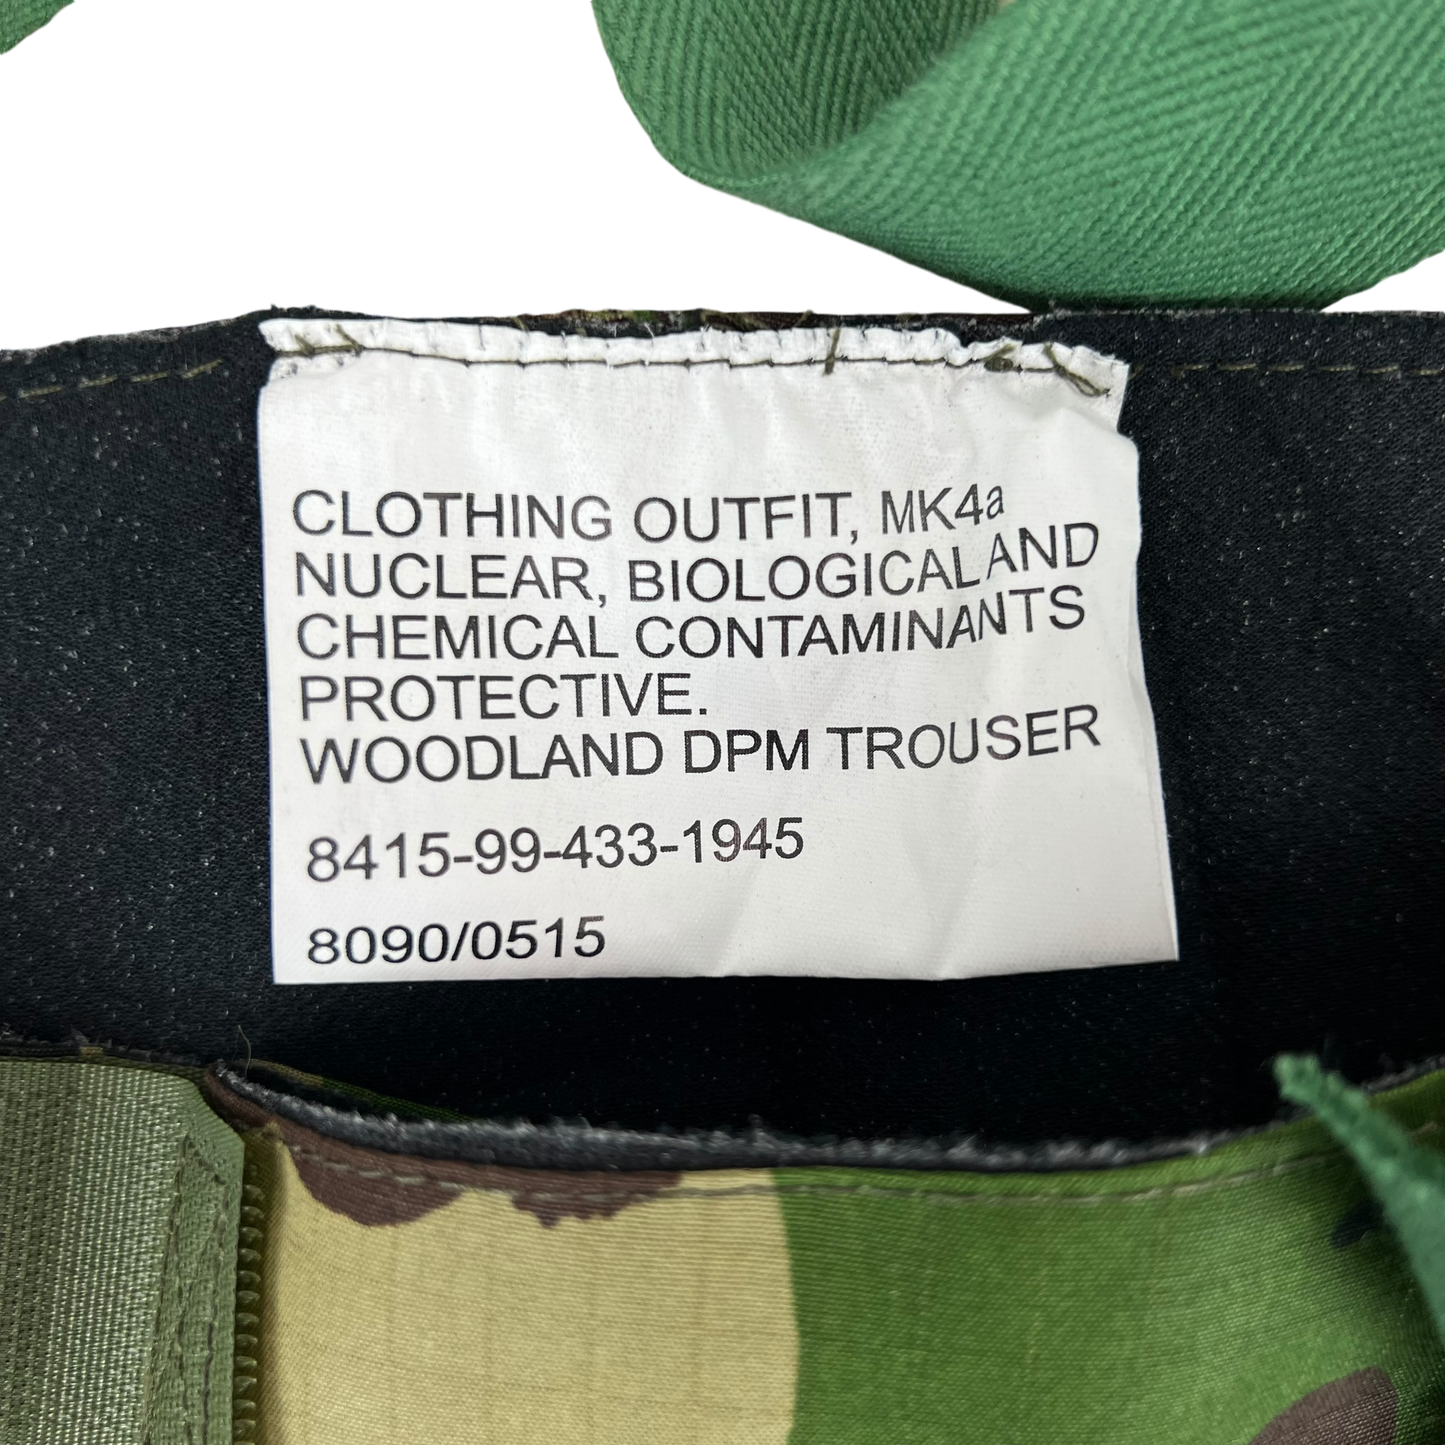 CLOTHING OUTFIT, MK4a
NUCLEAR, BIOLOGICAL AND
CHEMICAL CONTAMINANTS
PROTECTIVE.
WOODLAND DPM TROUSER
8415-99-433-1945
8090/0515